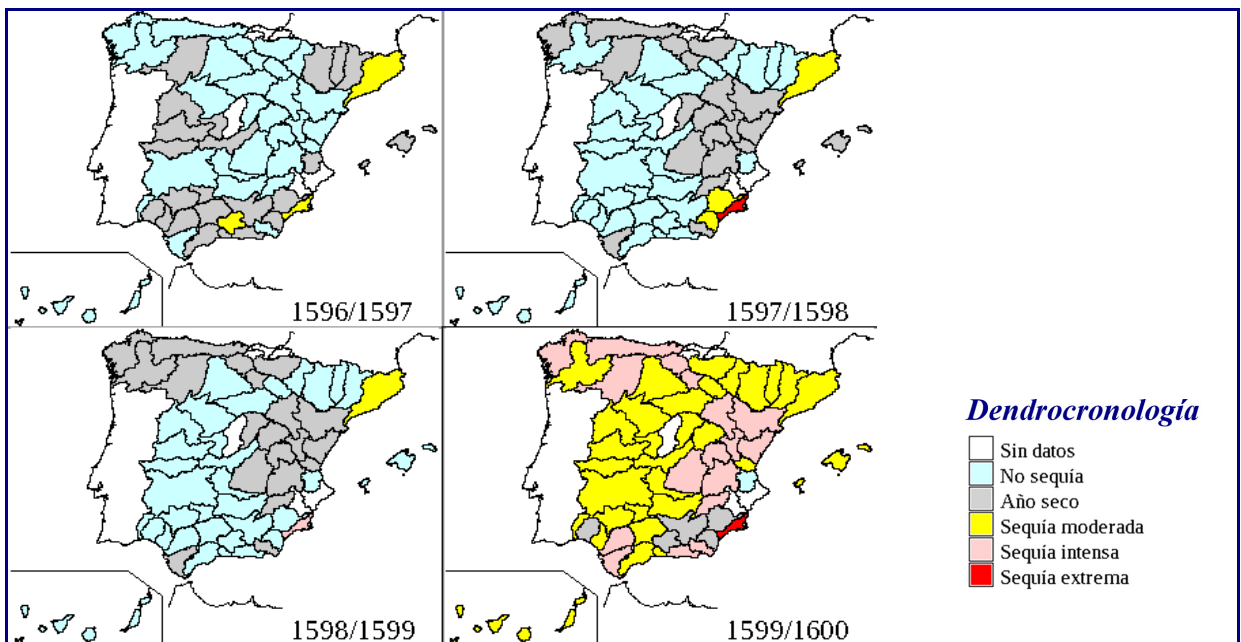 1596/1597
1597/1598
1598/1599
1599/1600
Dendrocronología
Sin datos
No sequía
Año seco
Sequía moderada
Sequía intensa
Sequía extrema